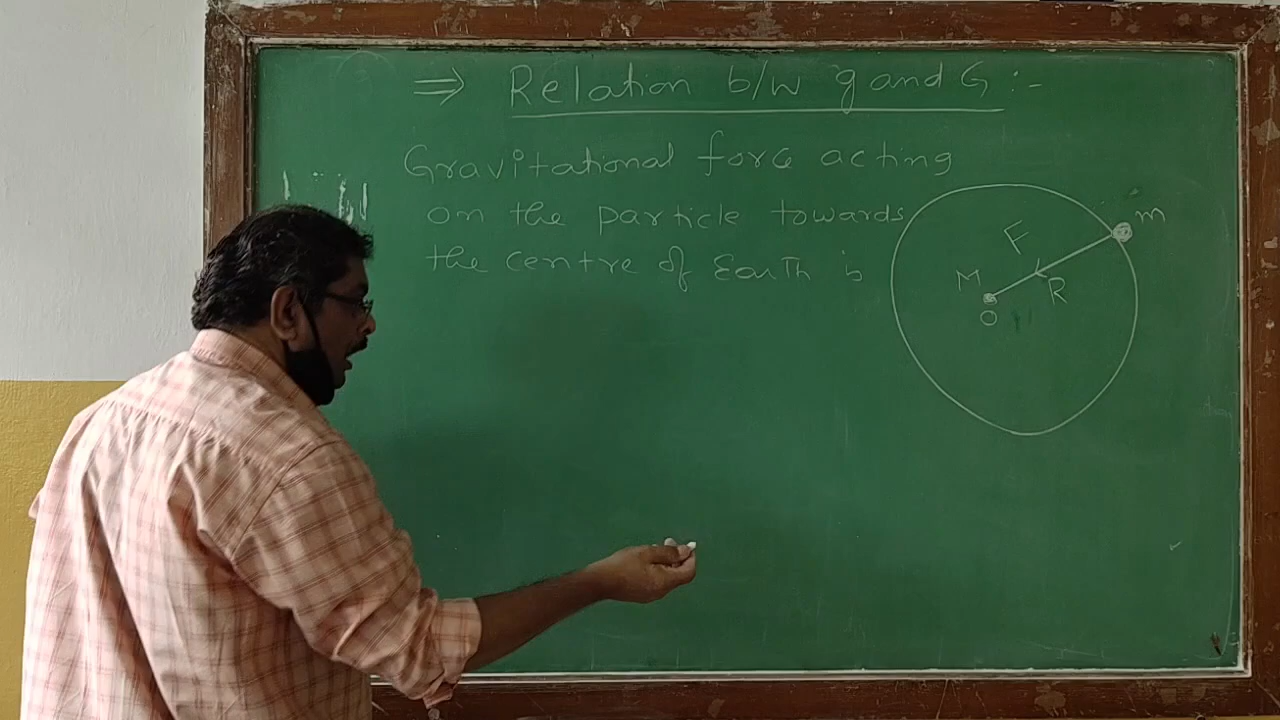 ⇒ Relation b/w g and G :-
Gravitational force acting
on the particle towards
the centre of Earth is
m
F
M
R
O